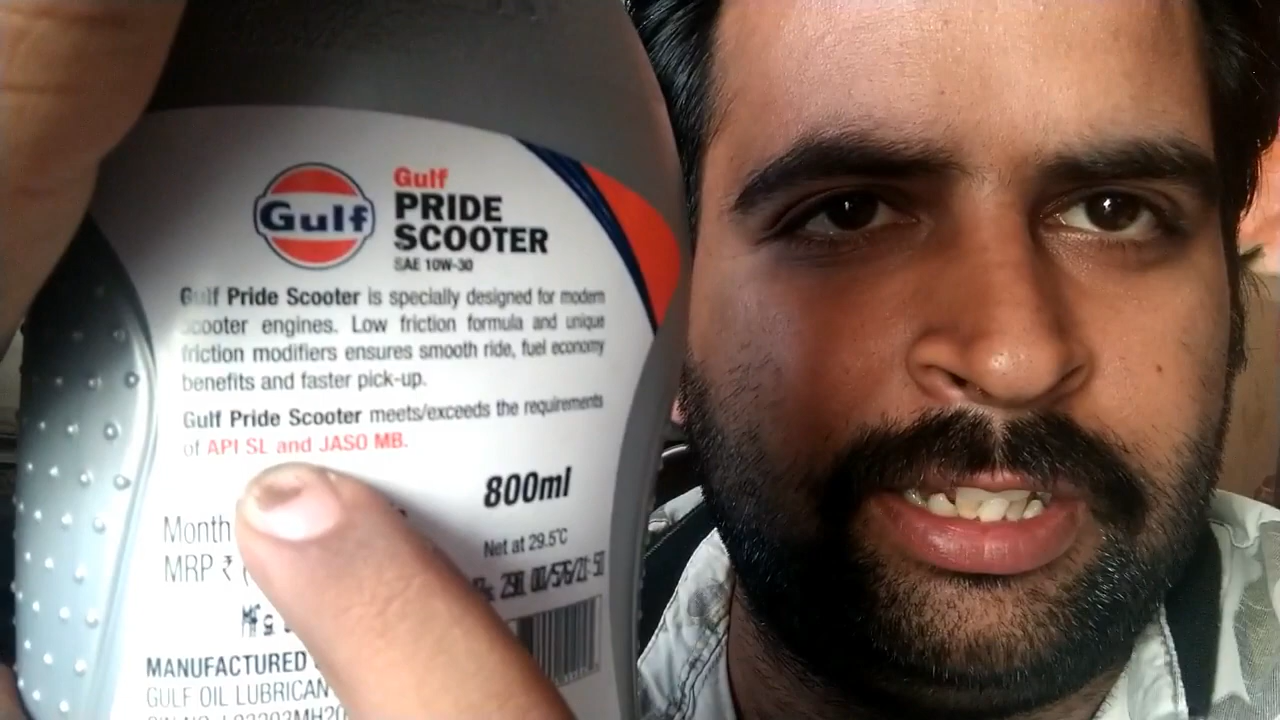 Gulf
Gulf
PRIDE
SCOOTER
SAE 10W-30
Gulf Pride Scooter is specially designed for modern
scooter engines. Low friction formula and unique
friction modifiers ensures smooth ride, fuel economy
benefits and faster pick-up.
Gulf Pride Scooter meets/exceeds the requirements
of API SL and JASO MB.
800ml
Month
Net at 29.5°C
MRP ₹ (
MANUFACTURED
GULF OIL LUBRICAN